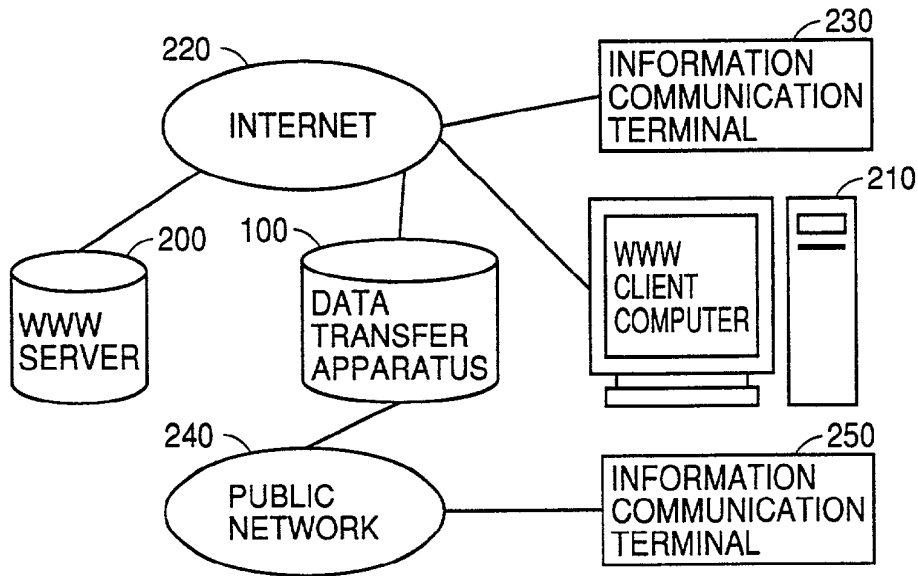 220
INTERNET
230
INFORMATION
COMMUNICATION
TERMINAL
200
WWW
SERVER
100
DATA
TRANSFER
APPARATUS
210
WWW
CLIENT
COMPUTER
240
PUBLIC
NETWORK
250
INFORMATION
COMMUNICATION
TERMINAL